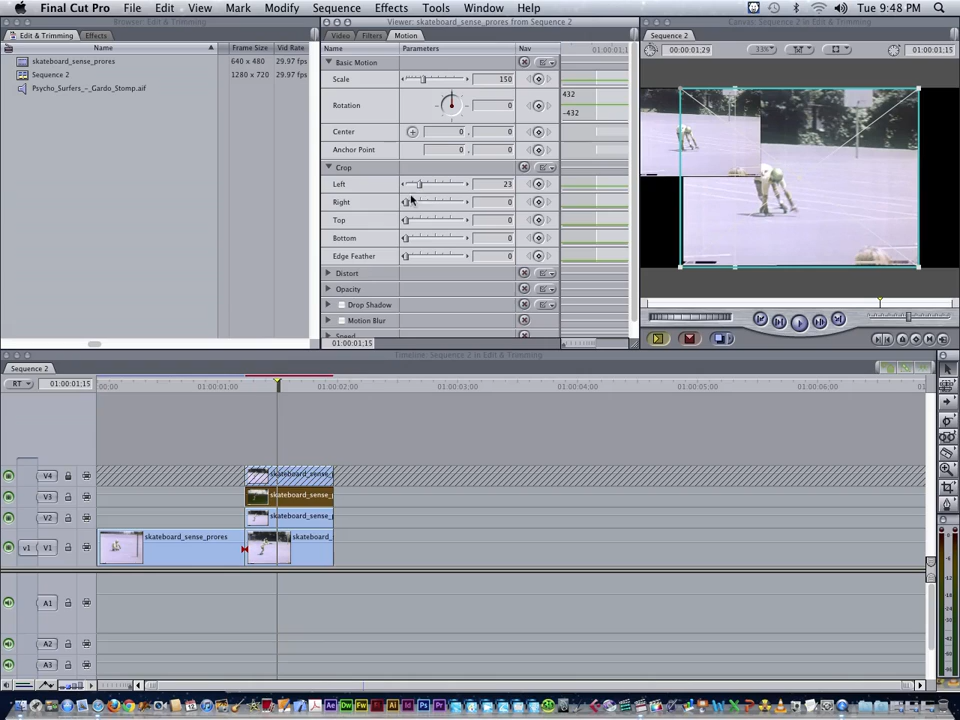 Final Cut Pro File Edit View Mark Modify Sequence Effects Tools Window Help Tue 9:48 PM
Browser: Edit & Trimming
Viewer: skateboard_sense_prores from Sequence 2
Canvas: Sequence 2 in Edit & Trimming
Edit & Trimming Effects
Video Filters Motion
Sequence 2
Name Frame Size Vid Rate
Name Parameters Nav
00:00:01:29 01:00:01:15
skateboard_sense_prores 640 x 480 29.97 fps
Sequence 2 1280 x 720 29.97 fps
Psycho_Surfers_–_Gardo_Stomp.aif
Basic Motion
Scale 150
Rotation 0
432
-432
Center 0 , 0
Anchor Point 0 , 0
Crop
Left 23
Right 0
Top 0
Bottom 0
Edge Feather 0
Distort
Opacity
Drop Shadow
Motion Blur
Speed
01:00:01;15
Timeline: Sequence 2 in Edit & Trimming
Sequence 2
RT 01:00:01;15 00;00 01:00:01;00 01:00:02;00 01:00:03;00 01:00:04;00 01:00:05;00 01:00:06;00
V4 skateboard_sense_
V3 skateboard_sense_
V2 skateboard_sense_
v1 V1 skateboard_sense_prores skateboard_
A1
A2
A3
Ae Dw Fw Ai Id Ps Pr